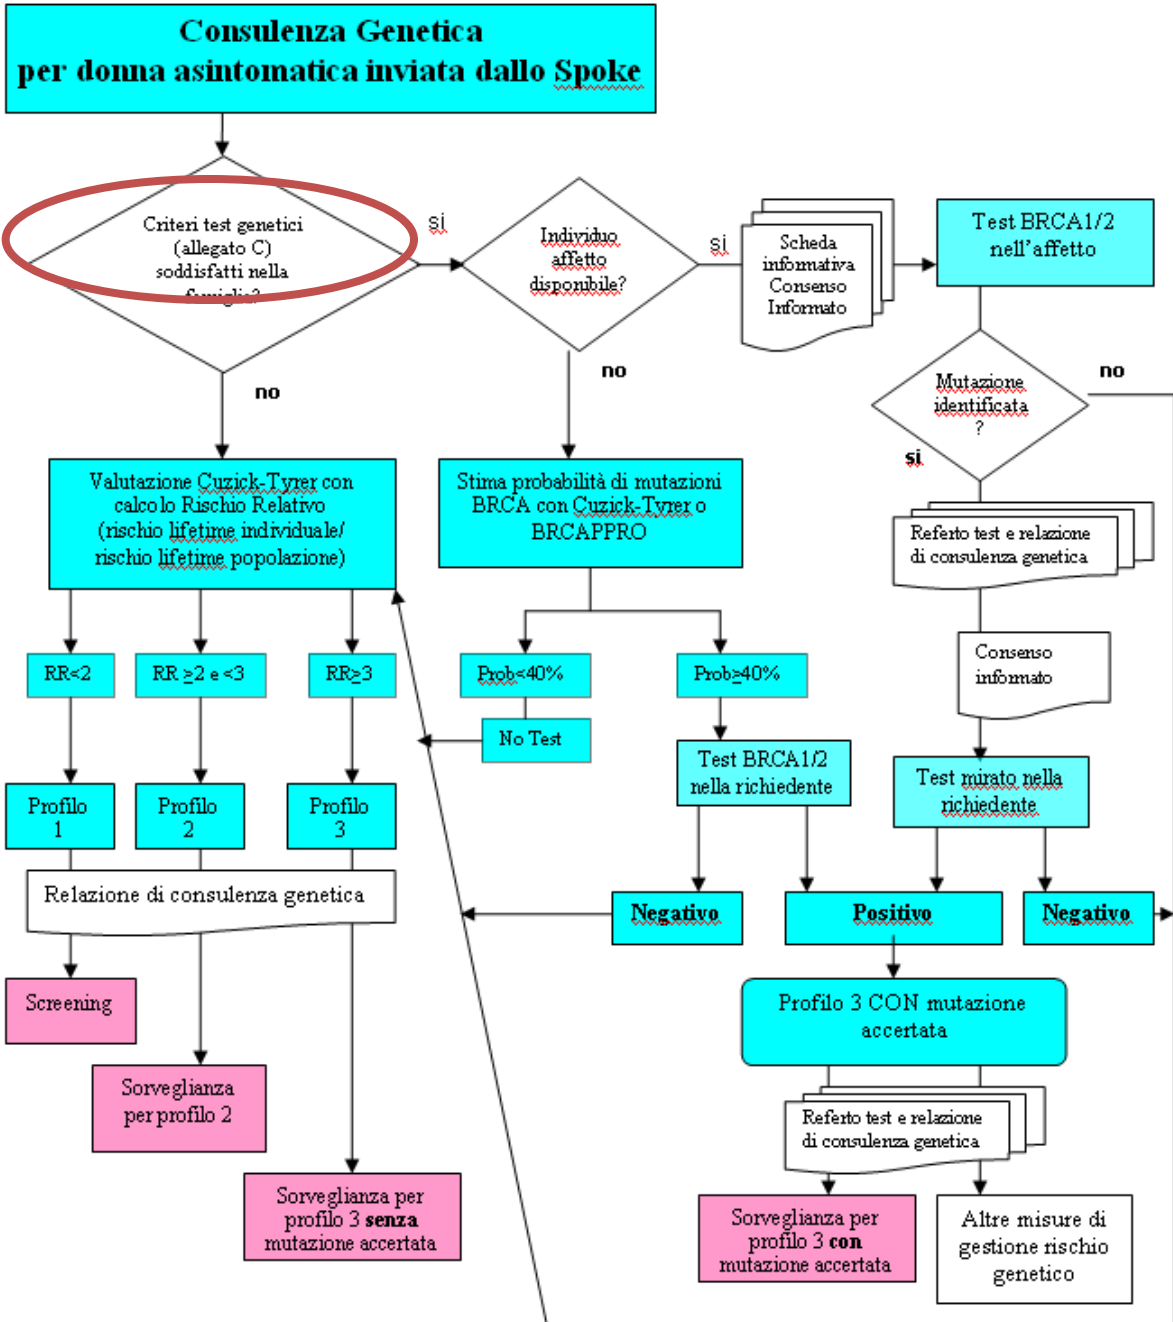 Consulenza Genetica
per donna asintomatica inviata dallo Spoke
Criteri test genetici
(allegato C)
soddisfatti nella
famiglia?
si
no
Individuo
affetto
disponibile?
si
no
Scheda
informativa
Consenso
Informato
Test BRCA1/2
nell'affetto
Mutazione
identificata
?
no
si
Valutazione Cuzick-Tyrer con
calcolo Rischio Relativo
(rischio lifetime individuale/
rischio lifetime popolazione)
Stima probabilità di mutazioni
BRCA con Cuzick-Tyrer o
BRCAPPRO
Referto test e relazione
di consulenza genetica
Consenso
informato
RR<2
RR ≥2 e <3
RR≥3
Prob<40%
Prob≥40%
No Test
Test BRCA1/2
nella richiedente
Test mirato nella
richiedente
Profilo
1
Profilo
2
Profilo
3
Relazione di consulenza genetica
Negativo
Positivo
Negativo
Screening
Profilo 3 CON mutazione
accertata
Sorveglianza
per profilo 2
Referto test e relazione
di consulenza genetica
Sorveglianza per
profilo 3 senza
mutazione accertata
Sorveglianza per
profilo 3 con
mutazione accertata
Altre misure di
gestione rischio
genetico